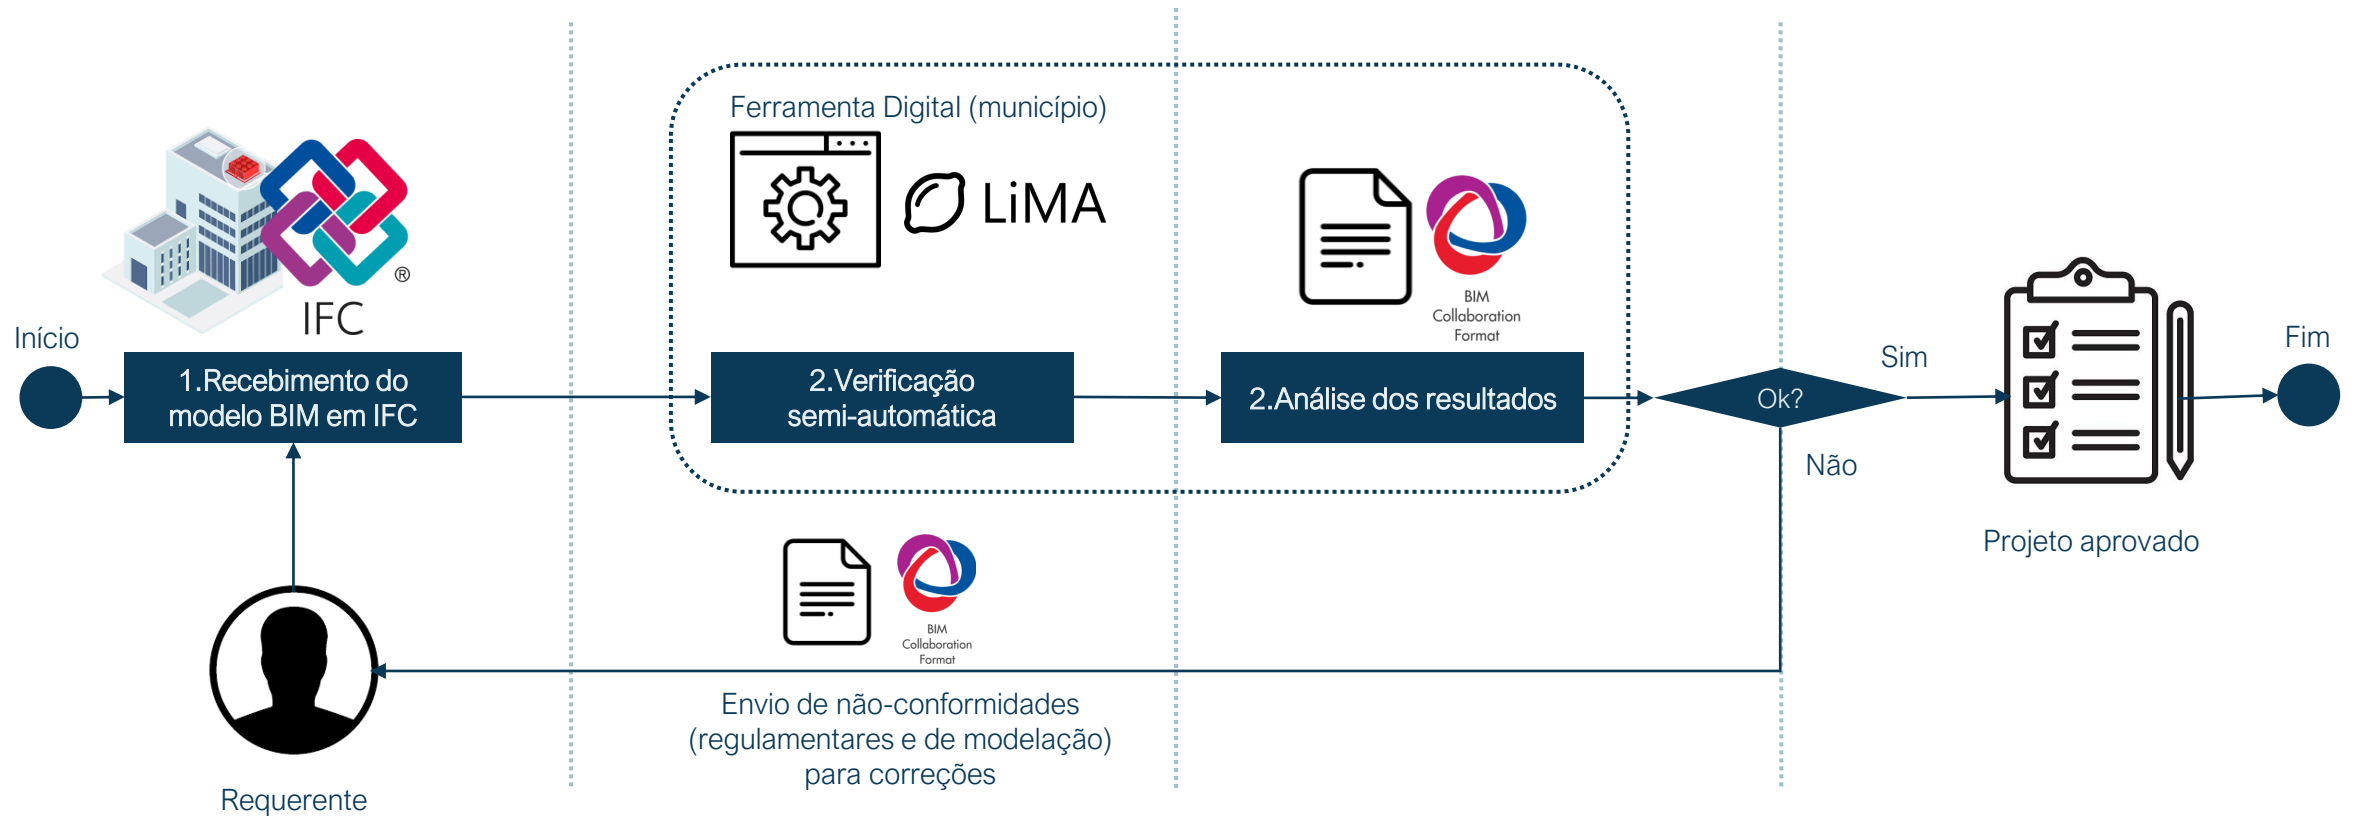 Ferramenta Digital (município)
LiMA
®
IFC
BIM
Collaboration
Format
Início
1.Recebimento do
modelo BIM em IFC
2.Verificação
semi-automática
2.Análise dos resultados
Ok?
Sim
Não
Fim
Projeto aprovado
BIM
Collaboration
Format
Envio de não-conformidades
(regulamentares e de modelação)
para correções
Requerente